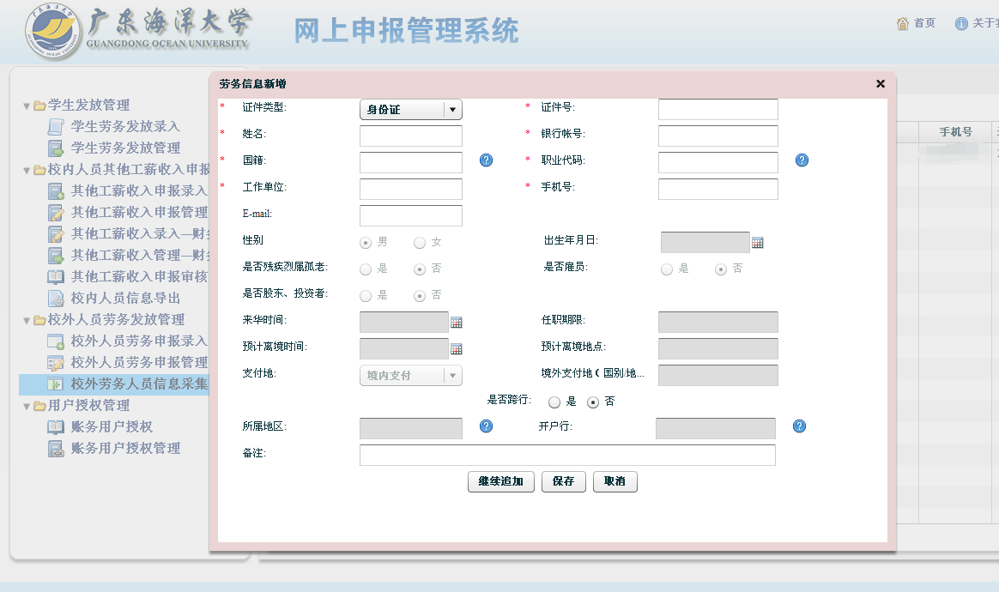 广东海洋大学
GUANGDONG OCEAN UNIVERSITY
网上申报管理系统
首页
关于
学生发放管理
学生劳务发放录入
学生劳务发放管理
校内人员其他工薪收入申报
其他工薪收入申报录入
其他工薪收入申报管理
其他工薪收入录入—财务
其他工薪收入管理—财务
其他工薪收入申报审核
校内人员信息导出
校外人员劳务发放管理
校外人员劳务申报录入
校外人员劳务申报管理
校外劳务人员信息采集
用户授权管理
账务用户授权
账务用户授权管理
手机号
劳务信息新增
* 证件类型: 身份证 * 证件号:
* 姓名: * 银行帐号:
* 国籍: * 职业代码:
* 工作单位: * 手机号:
E-mail:
性别 男 女 出生年月日:
是否残疾烈属孤老: 是 否 是否雇员: 是 否
是否股东、投资者: 是 否
来华时间: 任职期限:
预计离境时间: 预计离境地点:
支付地: 境内支付 境外支付地（国别/地...
是否跨行: 是 否
所属地区: 开户行:
备注:
继续追加 保存 取消